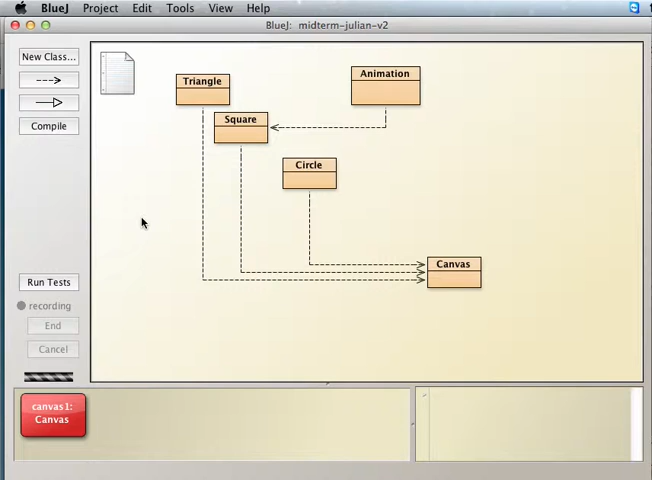 BlueJ Project Edit Tools View Help
BlueJ: midterm-julian-v2
New Class...
Compile
Run Tests
recording
End
Cancel
Triangle
Animation
Square
Circle
Canvas
canvas1:
Canvas